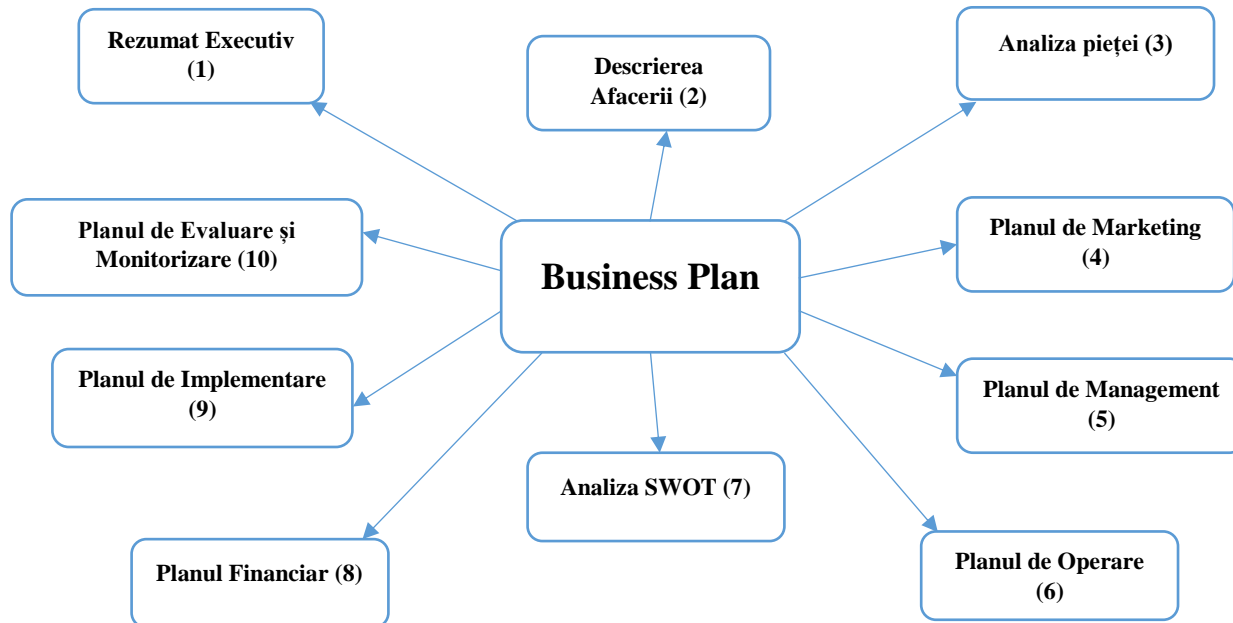 Rezumat Executiv
(1)
Descrierea
Afacerii (2)
Analiza pieței (3)
Planul de Evaluare și
Monitorizare (10)
Business Plan
Planul de Marketing
(4)
Planul de Implementare
(9)
Planul de Management
(5)
Analiza SWOT (7)
Planul Financiar (8)
Planul de Operare
(6)